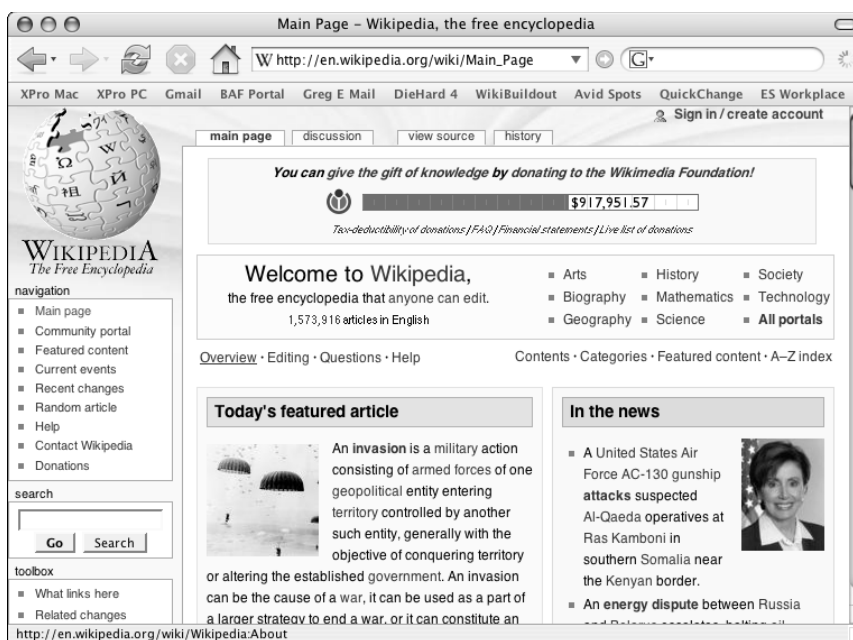 Main Page – Wikipedia, the free encyclopedia
W http://en.wikipedia.org/wiki/Main_Page
G
XPro Mac XPro PC Gmail BAF Portal Greg E Mail DieHard 4 WikiBuildout Avid Spots QuickChange ES Workplace
Sign in / create account
main page discussion view source history
You can give the gift of knowledge by donating to the Wikimedia Foundation!
$917,951.57
Tax-deductibility of donations / FAQ / Financial statements / Live list of donations
WIKIPEDIA
The Free Encyclopedia
navigation
Main page
Community portal
Featured content
Current events
Recent changes
Random article
Help
Contact Wikipedia
Donations
search
Go Search
toolbox
What links here
Related changes
Welcome to Wikipedia,
the free encyclopedia that anyone can edit.
1,573,916 articles in English
Arts History Society
Biography Mathematics Technology
Geography Science All portals
Overview · Editing · Questions · Help
Contents · Categories · Featured content · A–Z index
Today's featured article
An invasion is a military action
consisting of armed forces of one
geopolitical entity entering
territory controlled by another
such entity, generally with the
objective of conquering territory
or altering the established government. An invasion
can be the cause of a war, it can be used as a part of
a larger strategy to end a war, or it can constitute an
In the news
A United States Air
Force AC-130 gunship
attacks suspected
Al-Qaeda operatives at
Ras Kamboni in
southern Somalia near
the Kenyan border.
An energy dispute between Russia
http://en.wikipedia.org/wiki/Wikipedia:About